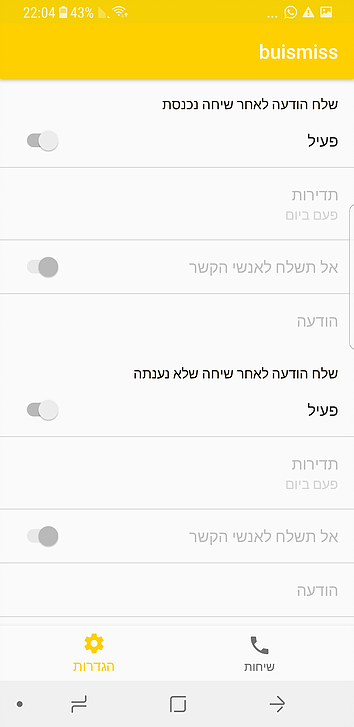 22:04 43% ...
buismiss
שלח הודעה לאחר שיחה נכנסת
פעיל
תדירות
פעם ביום
אל תשלח לאנשי הקשר
הודעה
שלח הודעה לאחר שיחה שלא נענתה
פעיל
תדירות
פעם ביום
אל תשלח לאנשי הקשר
הודעה
שיחות
הגדרות